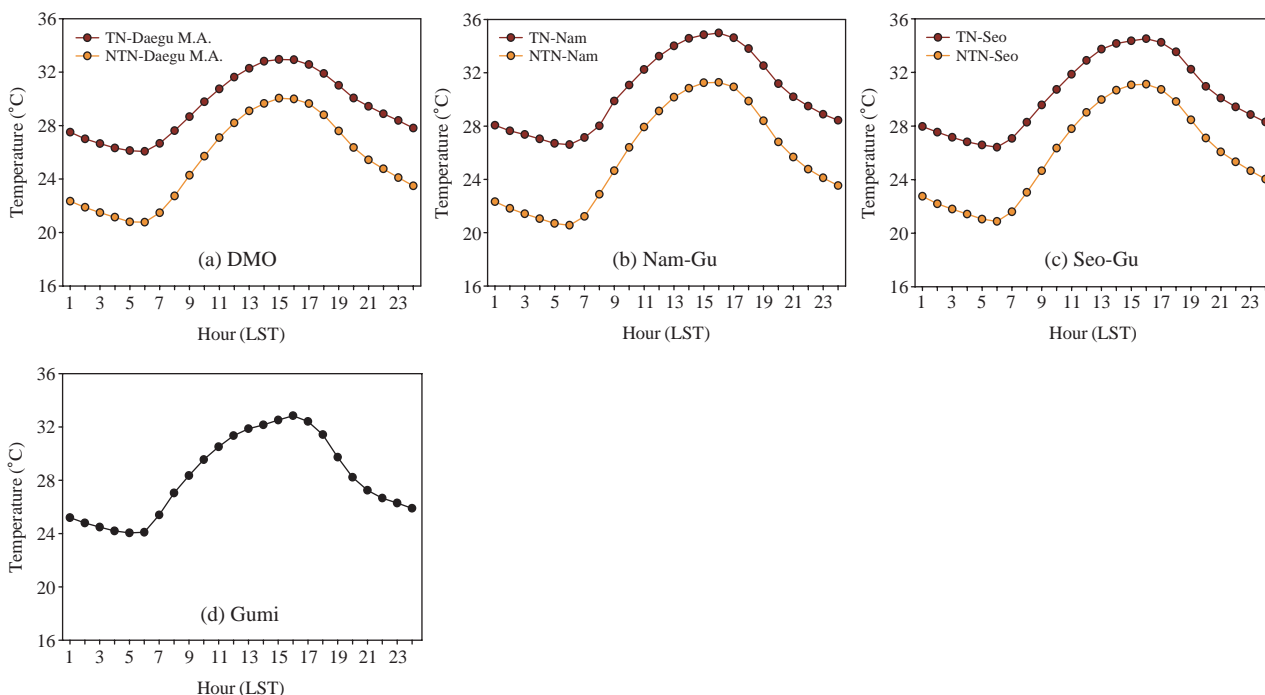 36
32
28
24
20
16
Temperature (°C)
TN-Daegu M.A.
NTN-Daegu M.A.
(a) DMO
1 3 5 7 9 11 13 15 17 19 21 23
Hour (LST)
36
32
28
24
20
16
Temperature (°C)
TN-Nam
NTN-Nam
(b) Nam-Gu
1 3 5 7 9 11 13 15 17 19 21 23
Hour (LST)
36
32
28
24
20
16
Temperature (°C)
TN-Seo
NTN-Seo
(c) Seo-Gu
1 3 5 7 9 11 13 15 17 19 21 23
Hour (LST)
36
32
28
24
20
16
Temperature (°C)
(d) Gumi
1 3 5 7 9 11 13 15 17 19 21 23
Hour (LST)